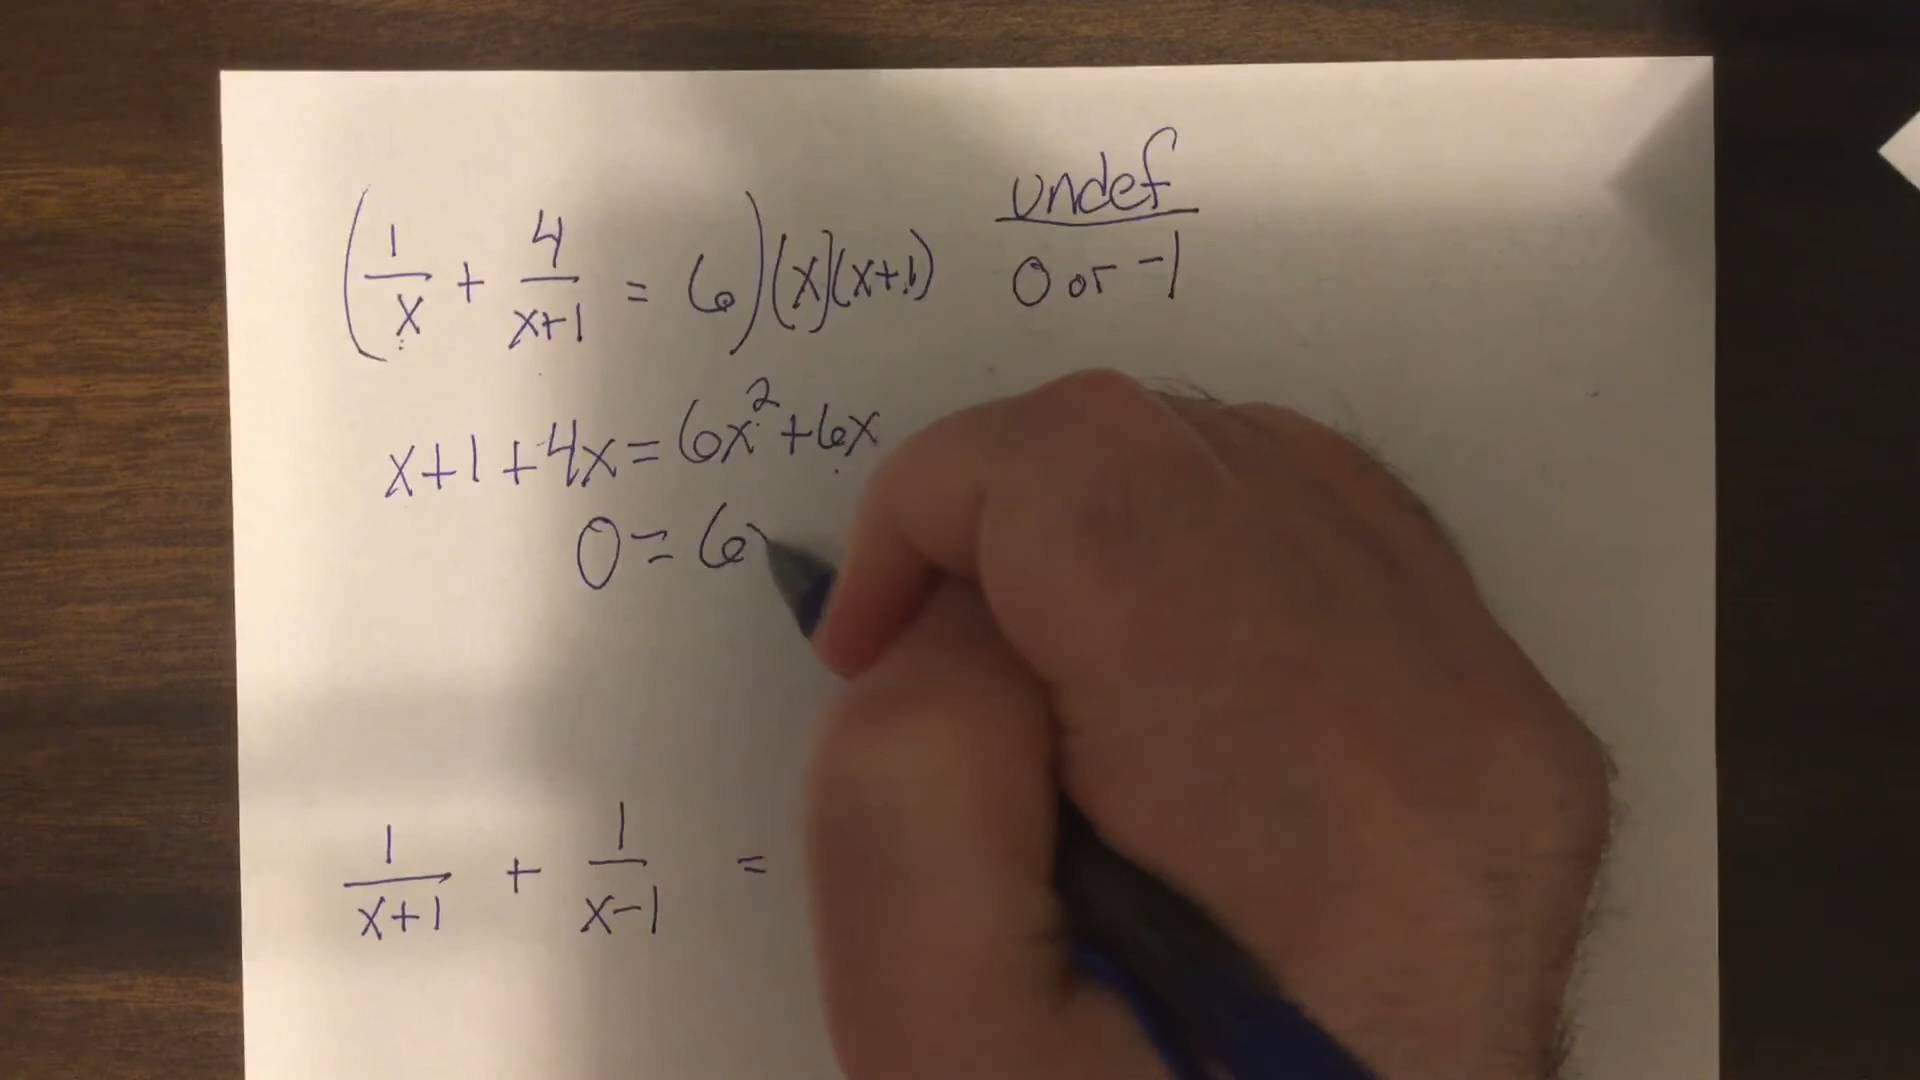 (1/x + 4/x+1 = 6)(x)(x+1)
undef
0 or -1
x+1+4x=6x²+6x
0=6
1/x+1 + 1/x-1 =